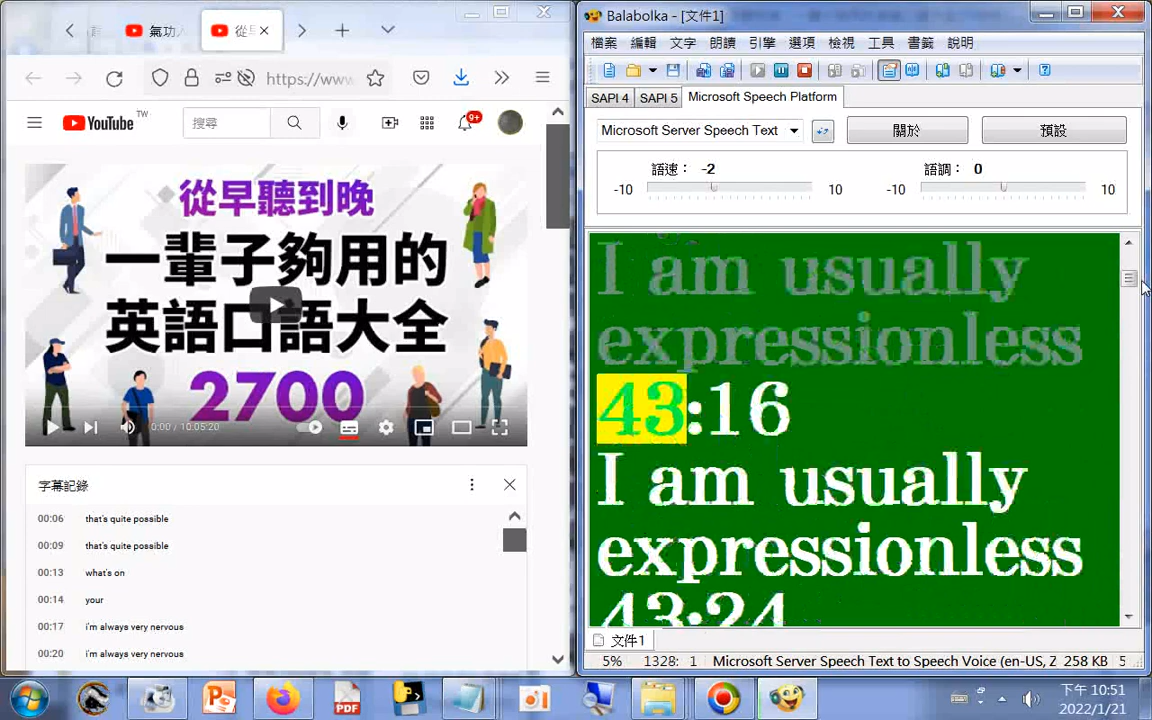 氣功人
從
Balabolka - [文件1]
檔案 編輯 文字 朗讀 引擎 選項 檢視 工具 書籤 說明
https://www
SAPI 4 SAPI 5 Microsoft Speech Platform
YouTube TW
搜尋
9+
Microsoft Server Speech Text
關於
預設
語速： -2
語調： 0
-10 10
-10 10
從早聽到晚
一輩子夠用的
英語口語大全
2700
0:00 / 10:05:20
字幕記錄
00:06 that's quite possible
00:09 that's quite possible
00:13 what's on
00:14 your
00:17 i'm always very nervous
00:20 i'm always very nervous
I am usually
expressionless
43:16
I am usually
expressionless
43:24
文件1
5% 1328: 1 Microsoft Server Speech Text to Speech Voice (en-US, Z 258 KB 5
PDF
下午 10:51
2022/1/21